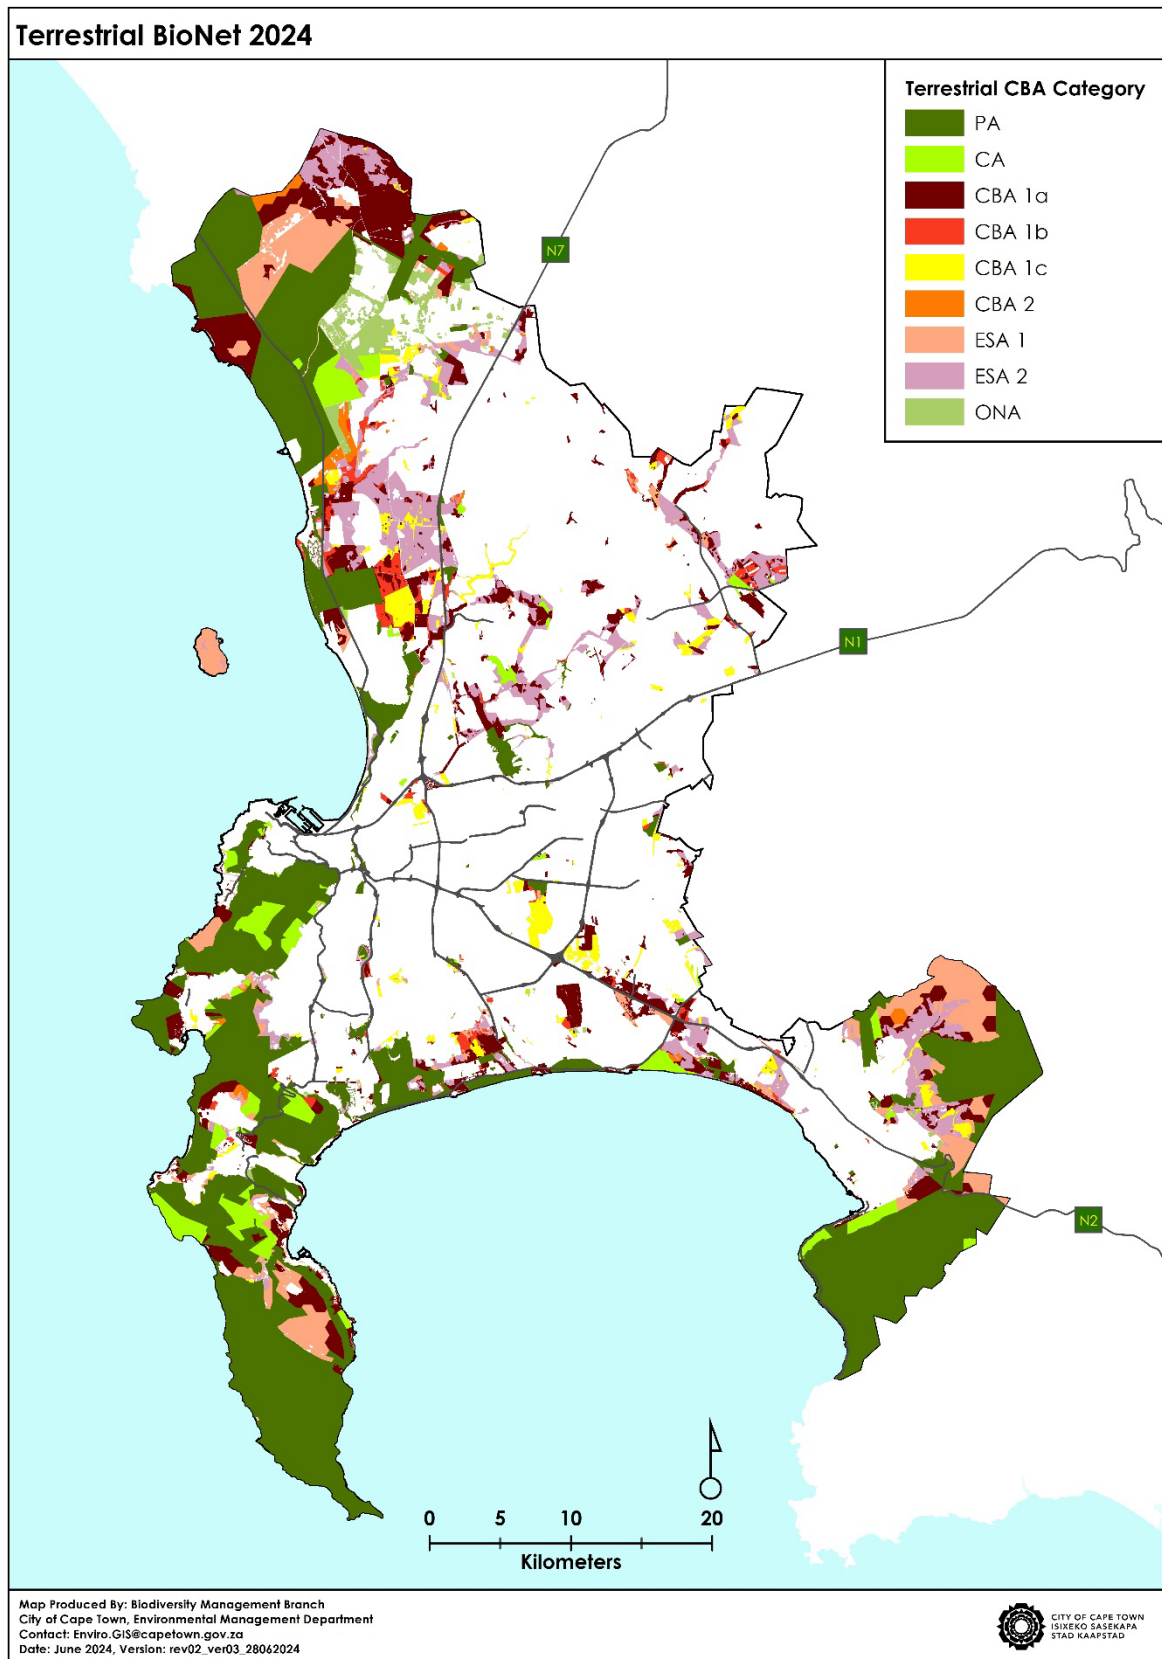 Terrestrial BioNet 2024
Terrestrial CBA Category
PA
CA
CBA 1a
CBA 1b
CBA 1c
CBA 2
ESA 1
ESA 2
ONA
N7
N1
N2
0 5 10 20
Kilometers
Map Produced By: Biodiversity Management Branch
City of Cape Town, Environmental Management Department
Contact: Enviro.GIS@capetown.gov.za
Date: June 2024, Version: rev02_ver03_28062024
CITY OF CAPE TOWN
ISIXEKO SASEKAPA
STAD KAAPSTAD